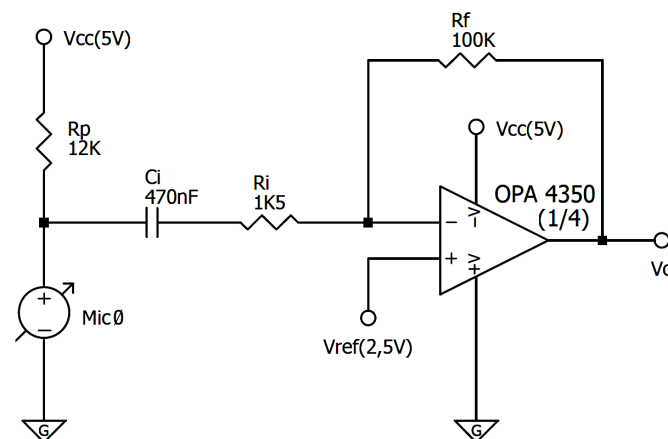 Rf
100K
Vcc(5V)
Rp
12K
Ci
470nF
Ri
1K5
Vcc(5V)
OPA 4350
(1/4)
−V
+V
Mic0
Vref(2,5V)
G
G